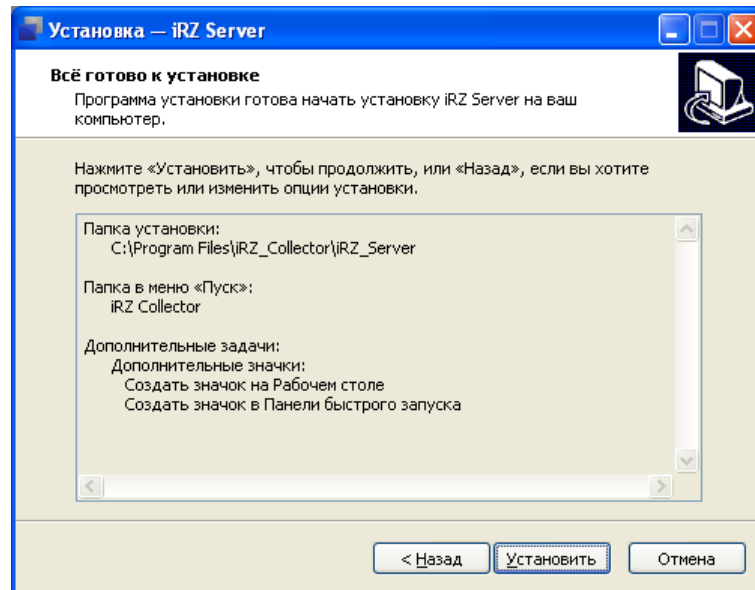 Установка — iRZ Server
Всё готово к установке
Программа установки готова начать установку iRZ Server на ваш
компьютер.
Нажмите «Установить», чтобы продолжить, или «Назад», если вы хотите
просмотреть или изменить опции установки.
Папка установки:
C:\Program Files\iRZ_Collector\iRZ_Server
Папка в меню «Пуск»:
iRZ Collector
Дополнительные задачи:
Дополнительные значки:
Создать значок на Рабочем столе
Создать значок в Панели быстрого запуска
< Назад
Установить
Отмена